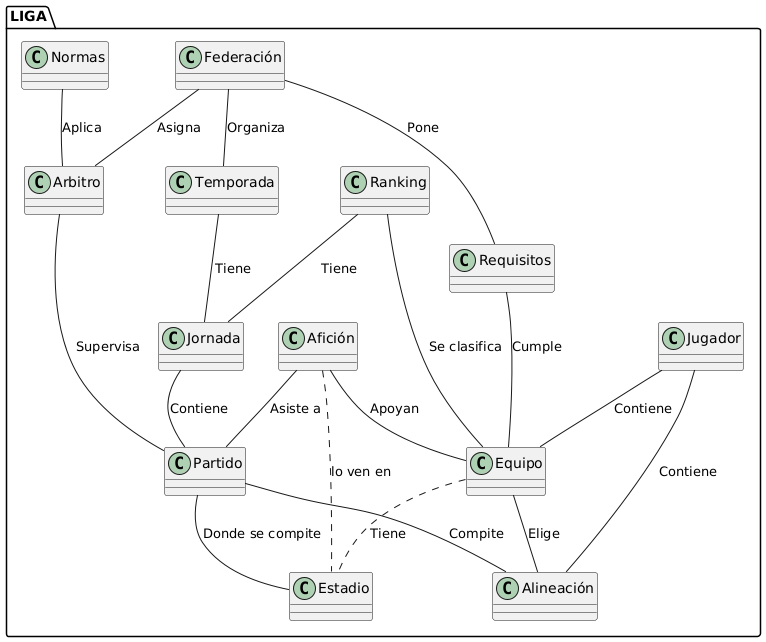 LIGA
C Normas
C Federación
Aplica
Asigna
Organiza
Pone
C Arbitro
C Temporada
C Ranking
C Requisitos
Tiene
Tiene
C Jornada
C Afición
C Jugador
Supervisa
Se clasifica
Cumple
Contiene
Asiste a
Apoyan
Contiene
C Partido
C Equipo
lo ven en
Contiene
Donde se compite
Tiene
Compite
Elige
C Estadio
C Alineación